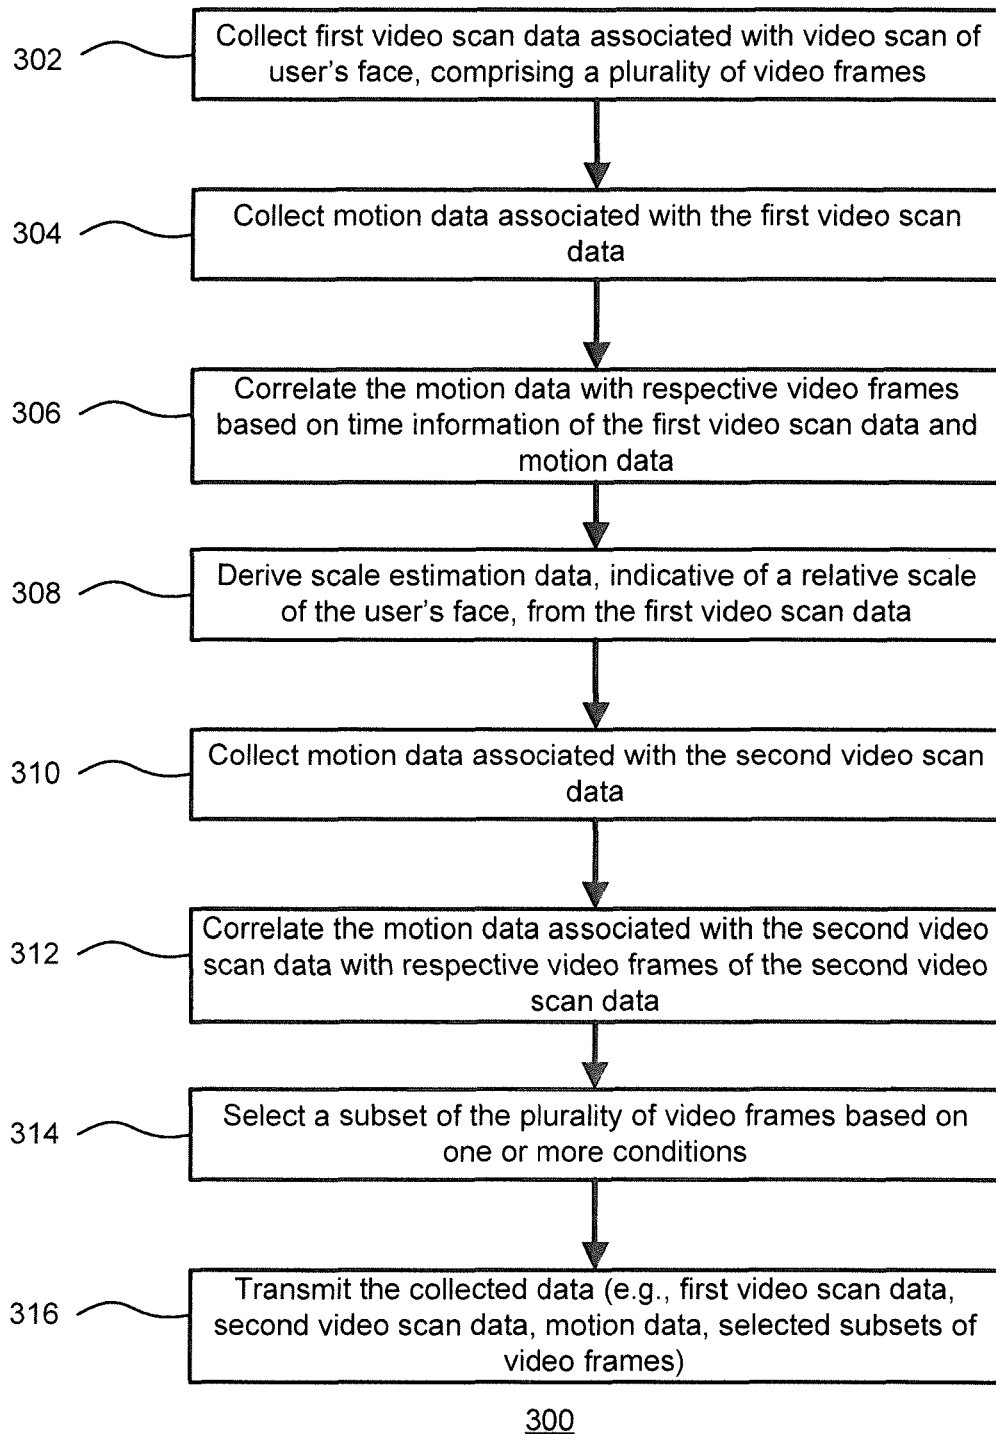 302
Collect first video scan data associated with video scan of
user's face, comprising a plurality of video frames
304
Collect motion data associated with the first video scan
data
306
Correlate the motion data with respective video frames
based on time information of the first video scan data and
motion data
308
Derive scale estimation data, indicative of a relative scale
of the user's face, from the first video scan data
310
Collect motion data associated with the second video scan
data
312
Correlate the motion data associated with the second video
scan data with respective video frames of the second video
scan data
314
Select a subset of the plurality of video frames based on
one or more conditions
316
Transmit the collected data (e.g., first video scan data,
second video scan data, motion data, selected subsets of
video frames)
300